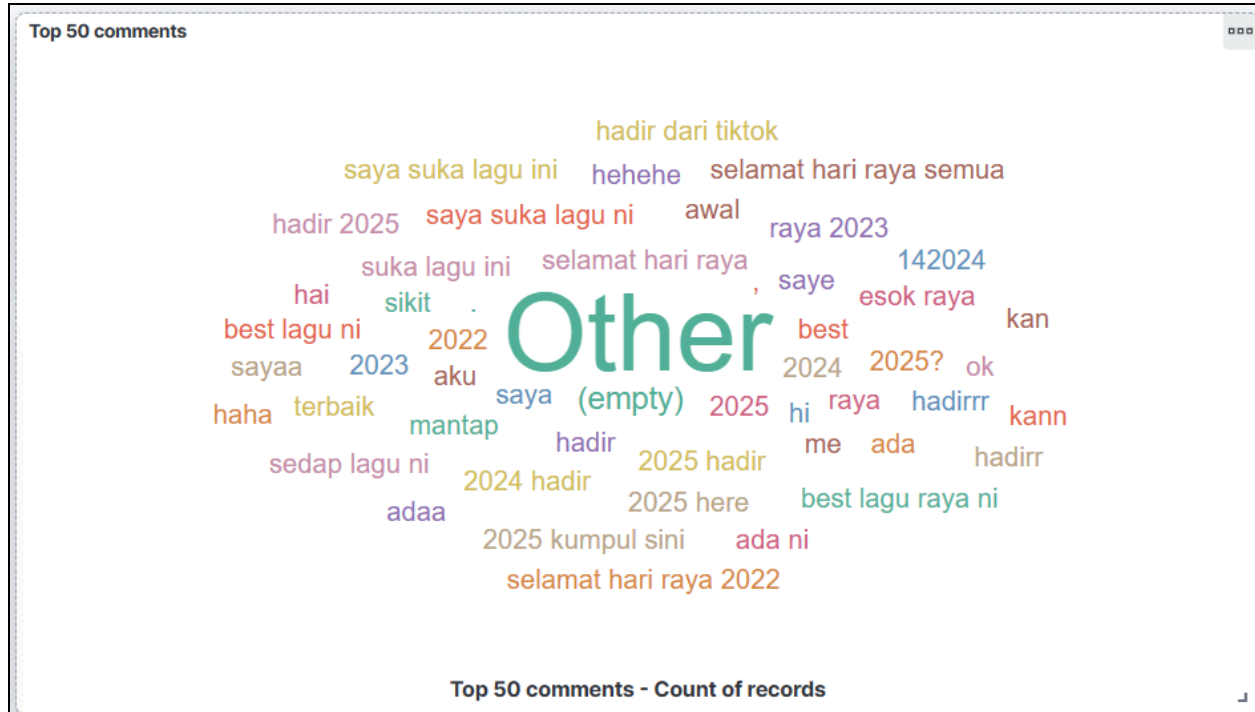 Top 50 comments
hadir dari tiktok
saya suka lagu ini hehehe selamat hari raya semua
hadir 2025 saya suka lagu ni awal raya 2023
suka lagu ini selamat hari raya 142024
hai sikit . , saye esok raya
best lagu ni 2022 Other best kan
sayaa 2023 aku 2024 2025? ok
haha terbaik saya (empty) 2025 hi raya hadirrr kann
mantap hadir me ada
sedap lagu ni 2024 hadir 2025 hadir hadirr
adaa 2025 here best lagu raya ni
2025 kumpul sini ada ni
selamat hari raya 2022
Top 50 comments - Count of records